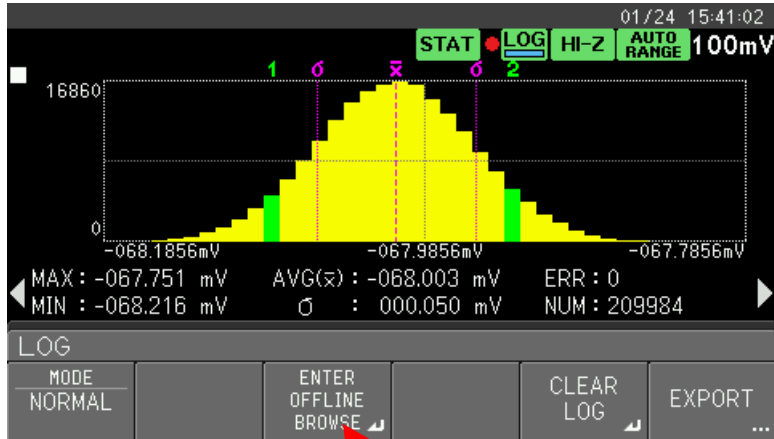 01/24 15:41:02
STAT LOG HI-Z AUTO RANGE 100mV
1 σ x̄ σ 2
16860
0
-068.1856mV -067.9856mV -067.7856mV
MAX: -067.751 mV AVG(x̄): -068.003 mV ERR: 0
MIN : -068.216 mV σ : 000.050 mV NUM: 209984
LOG
MODE
NORMAL
ENTER
OFFLINE
BROWSE
CLEAR
LOG
EXPORT
...